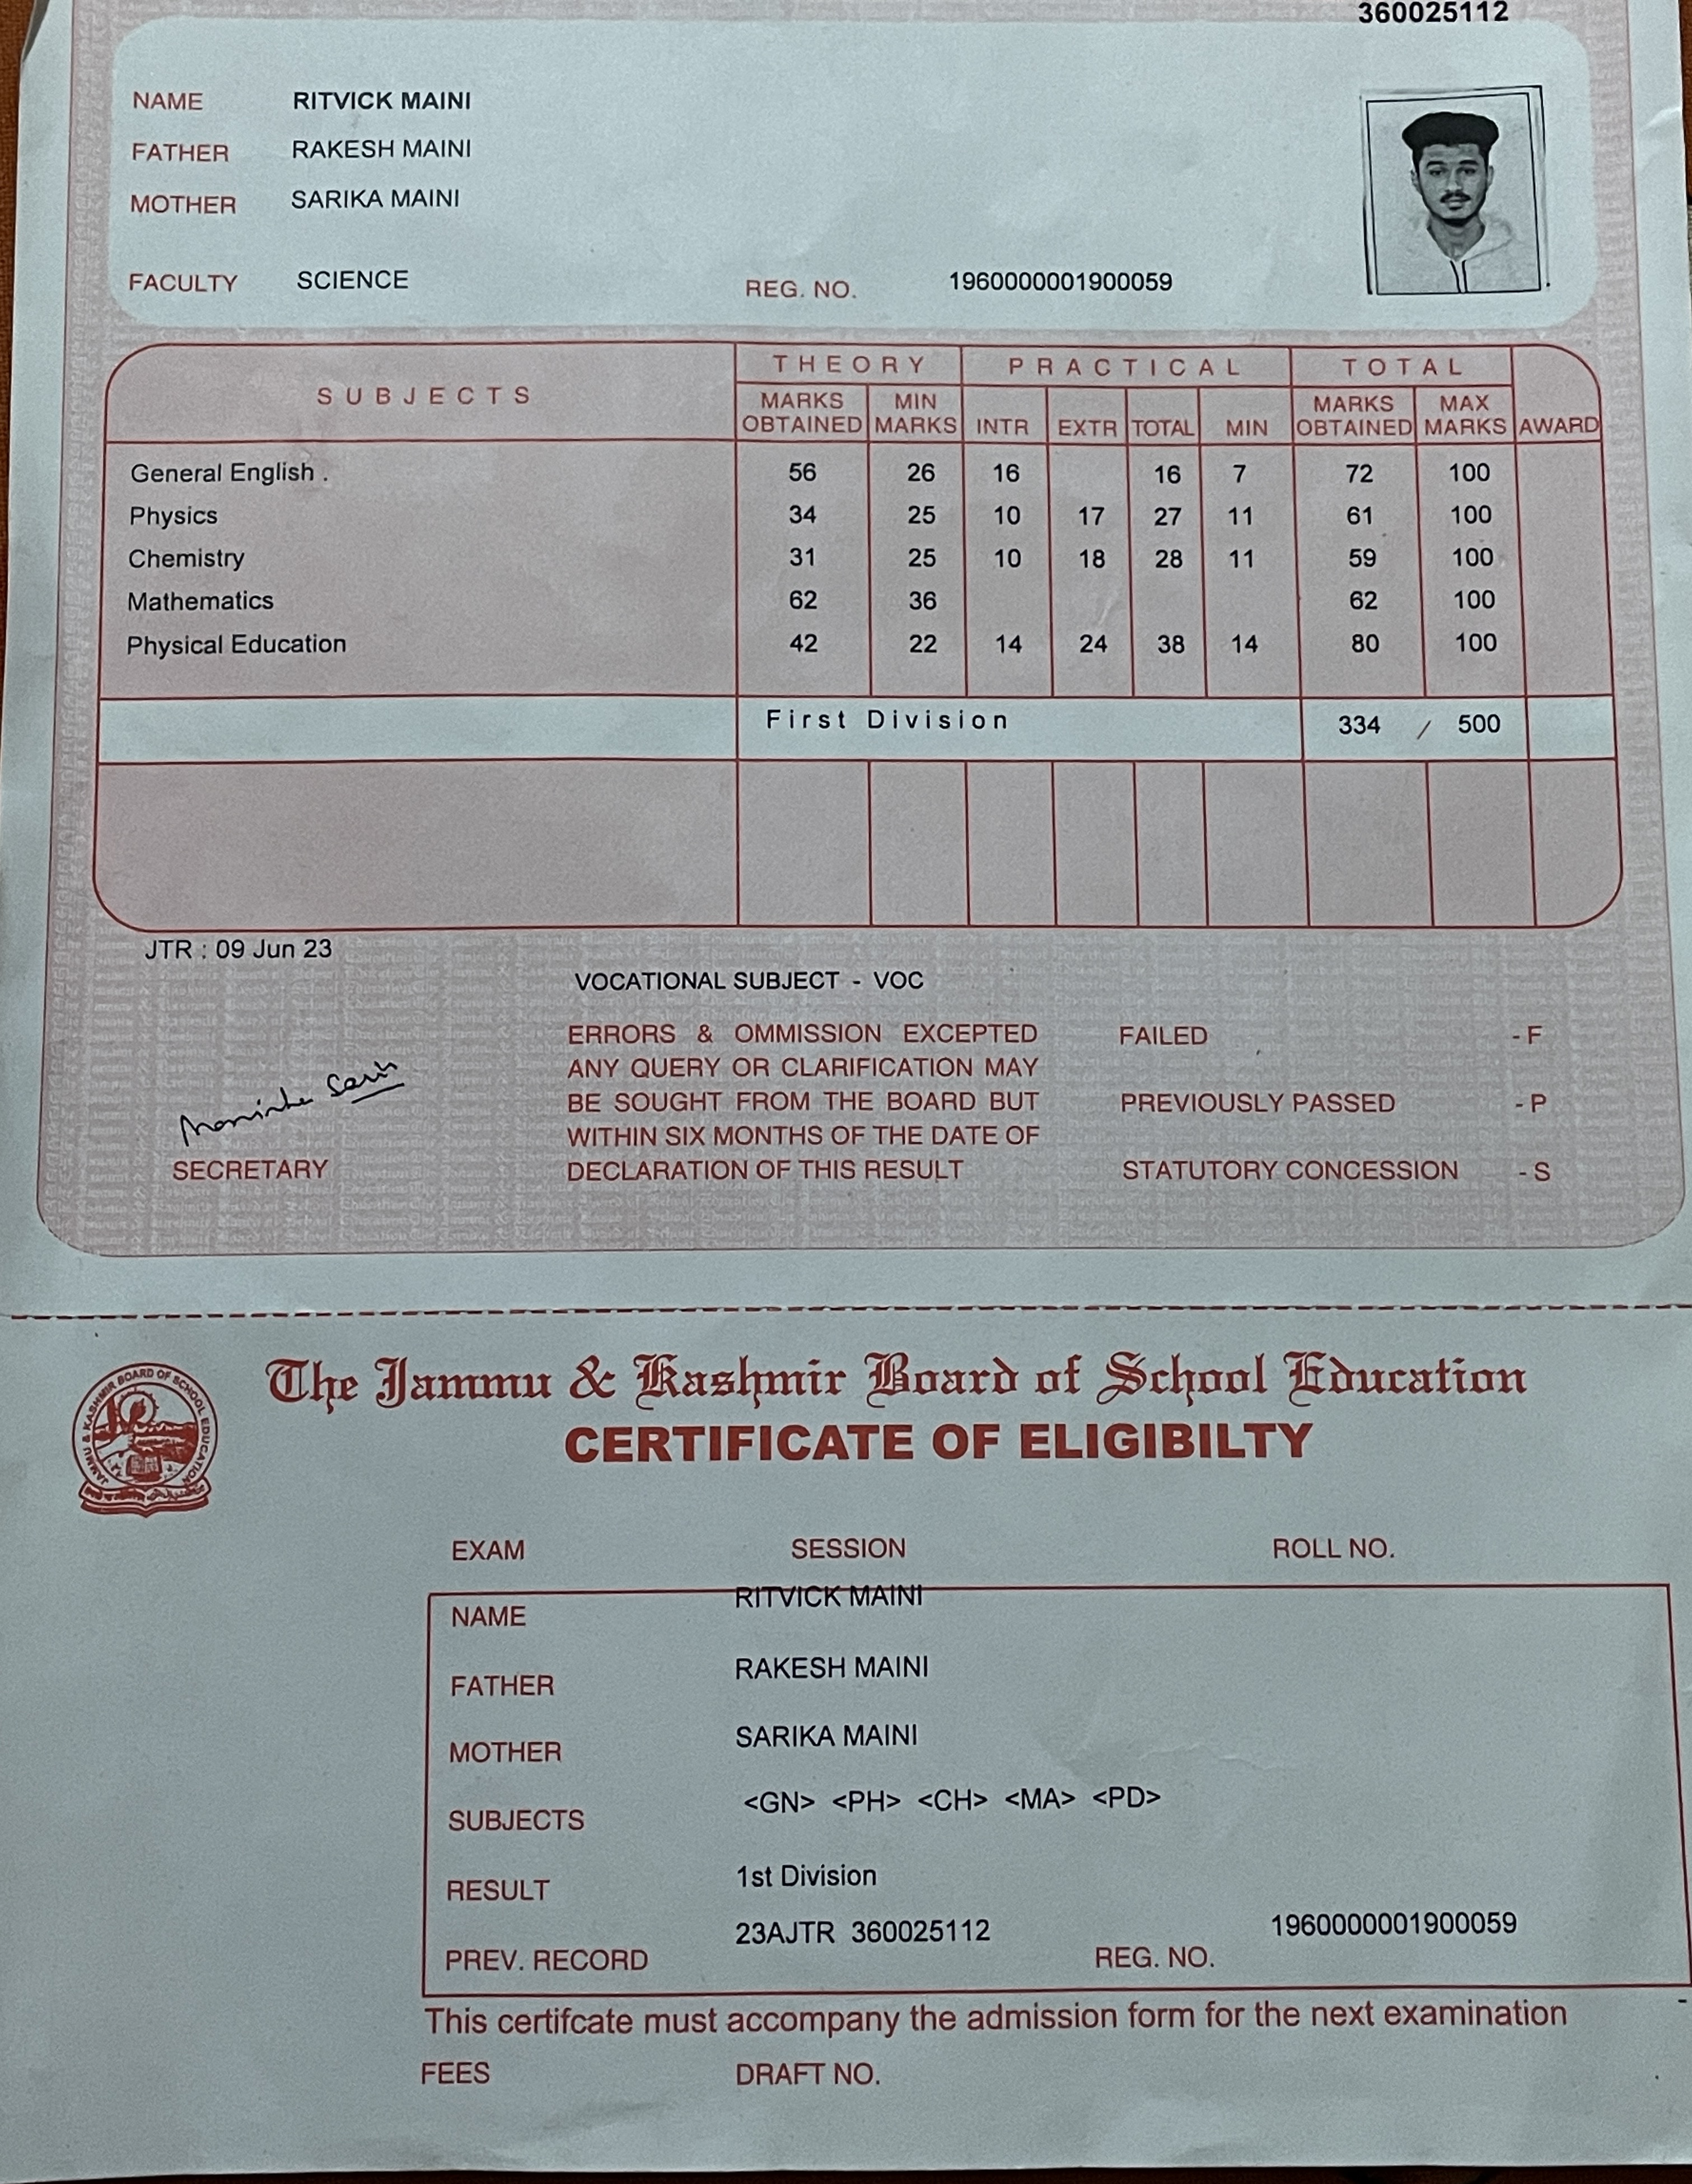 360025112
NAME RITVICK MAINI
FATHER RAKESH MAINI
MOTHER SARIKA MAINI
FACULTY SCIENCE REG. NO. 1960000001900059
SUBJECTS THEORY PRACTICAL TOTAL
MARKS OBTAINED MIN MARKS INTR EXTR TOTAL MIN MARKS OBTAINED MAX MARKS AWARD
General English . 56 26 16 16 7 72 100
Physics 34 25 10 17 27 11 61 100
Chemistry 31 25 10 18 28 11 59 100
Mathematics 62 36 62 100
Physical Education 42 22 14 24 38 14 80 100
First Division 334 / 500
JTR : 09 Jun 23
VOCATIONAL SUBJECT - VOC
ERRORS & OMMISSION EXCEPTED FAILED - F
ANY QUERY OR CLARIFICATION MAY
BE SOUGHT FROM THE BOARD BUT PREVIOUSLY PASSED - P
WITHIN SIX MONTHS OF THE DATE OF
SECRETARY DECLARATION OF THIS RESULT STATUTORY CONCESSION - S
JAMMU & KASHMIR BOARD OF SCHOOL EDUCATION
The Jammu & Kashmir Board of School Education
CERTIFICATE OF ELIGIBILTY
EXAM SESSION ROLL NO.
NAME RITVICK MAINI
FATHER RAKESH MAINI
MOTHER SARIKA MAINI
SUBJECTS <GN> <PH> <CH> <MA> <PD>
RESULT 1st Division
PREV. RECORD 23AJTR 360025112 REG. NO. 1960000001900059
This certifcate must accompany the admission form for the next examination
FEES DRAFT NO.